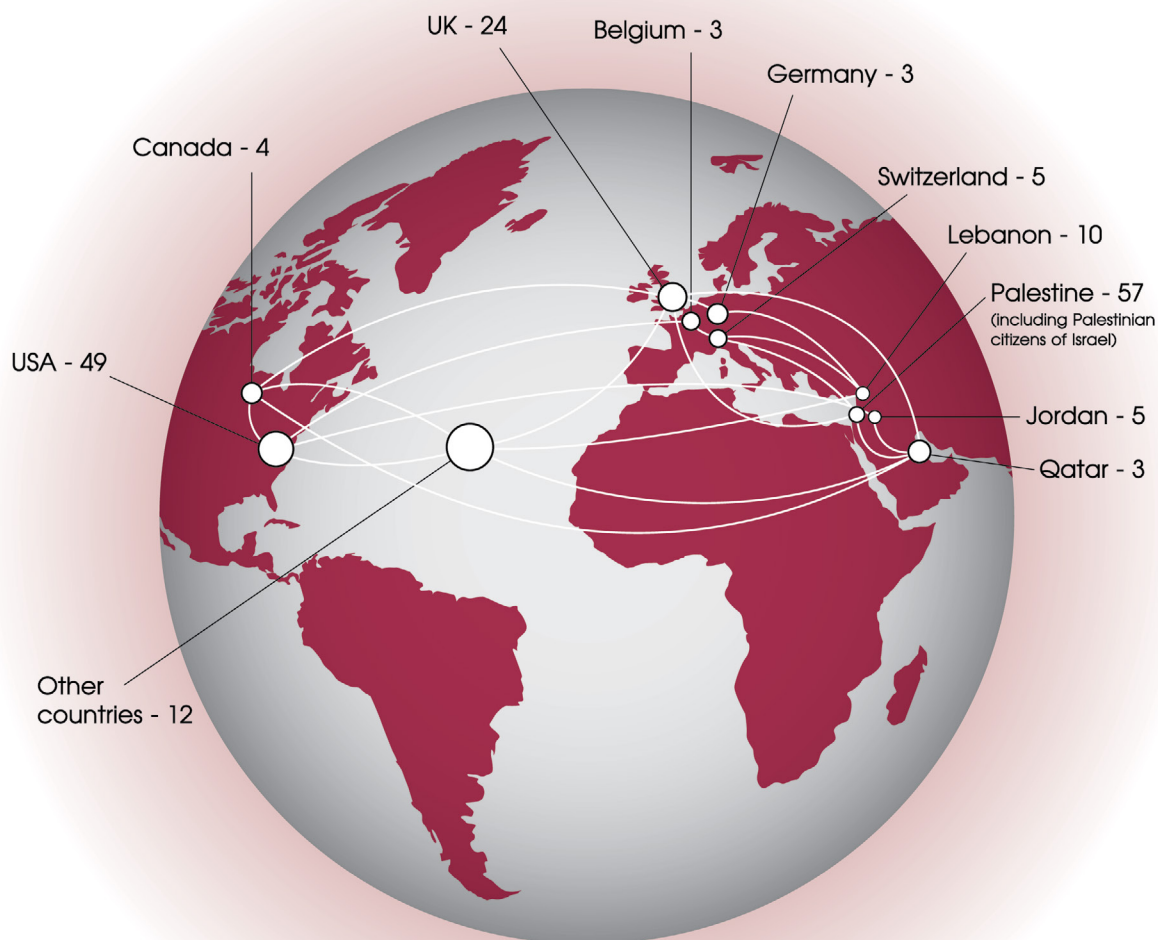 UK - 24
Belgium - 3
Germany - 3
Canada - 4
Switzerland - 5
Lebanon - 10
Palestine - 57
(including Palestinian
citizens of Israel)
USA - 49
Jordan - 5
Qatar - 3
Other
countries - 12